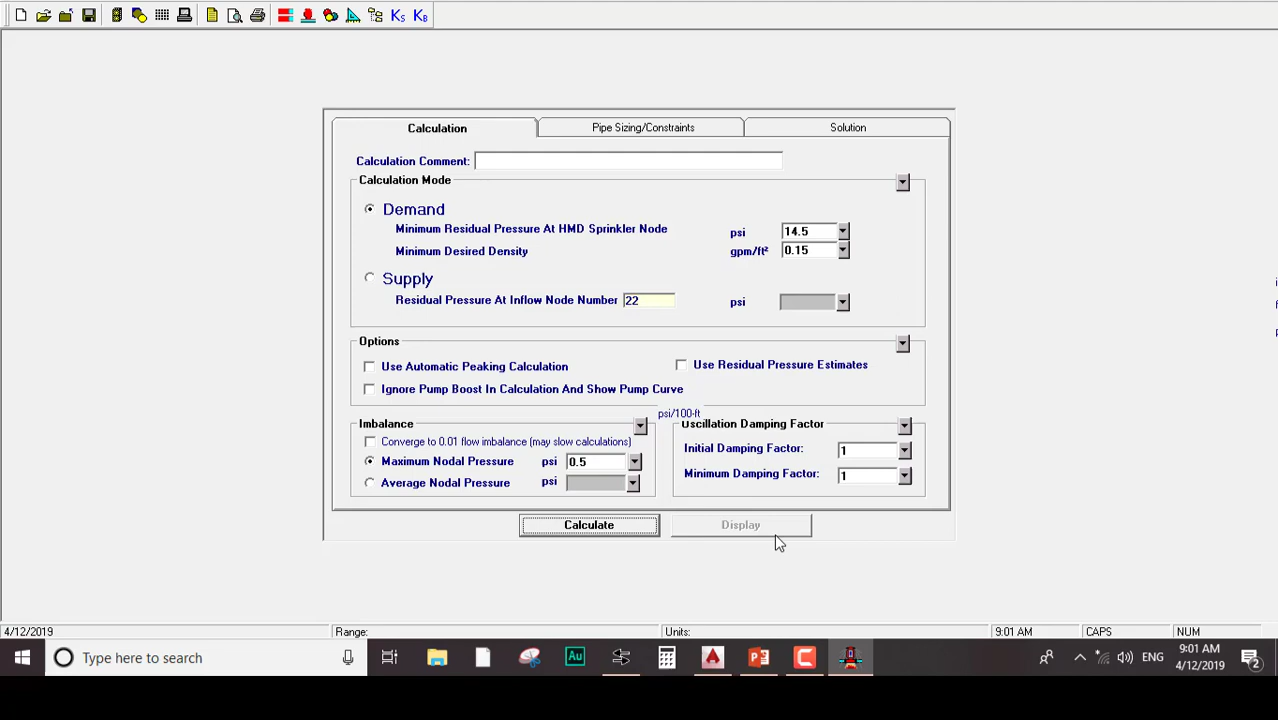 K S K B
Calculation Pipe Sizing/Constraints Solution
Calculation Comment:
Calculation Mode
Demand
Minimum Residual Pressure At HMD Sprinkler Node psi 14.5
Minimum Desired Density gpm/ft² 0.15
Supply
Residual Pressure At Inflow Node Number 22 psi
Options
Use Automatic Peaking Calculation Use Residual Pressure Estimates
Ignore Pump Boost In Calculation And Show Pump Curve
psi/100-ft
Imbalance Oscillation Damping Factor
Converge to 0.01 flow imbalance (may slow calculations)
Initial Damping Factor: 1
Maximum Nodal Pressure psi 0.5
Minimum Damping Factor: 1
Average Nodal Pressure psi
Calculate Display
4/12/2019 Range: Units: 9:01 AM CAPS NUM
Type here to search Au ENG 9:01 AM
4/12/2019 2